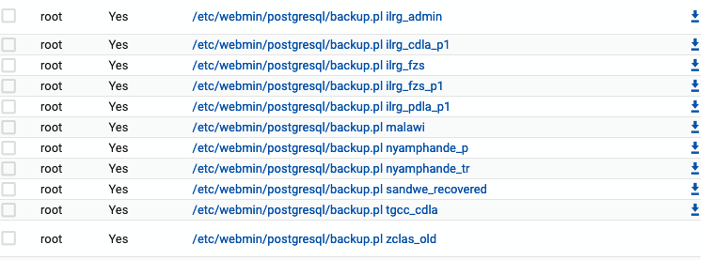 root Yes /etc/webmin/postgresql/backup.pl ilrg_admin
root Yes /etc/webmin/postgresql/backup.pl ilrg_cdla_p1
root Yes /etc/webmin/postgresql/backup.pl ilrg_fzs
root Yes /etc/webmin/postgresql/backup.pl ilrg_fzs_p1
root Yes /etc/webmin/postgresql/backup.pl ilrg_pdla_p1
root Yes /etc/webmin/postgresql/backup.pl malawi
root Yes /etc/webmin/postgresql/backup.pl nyamphande_p
root Yes /etc/webmin/postgresql/backup.pl nyamphande_tr
root Yes /etc/webmin/postgresql/backup.pl sandwe_recovered
root Yes /etc/webmin/postgresql/backup.pl tgcc_cdla
root Yes /etc/webmin/postgresql/backup.pl zclas_old